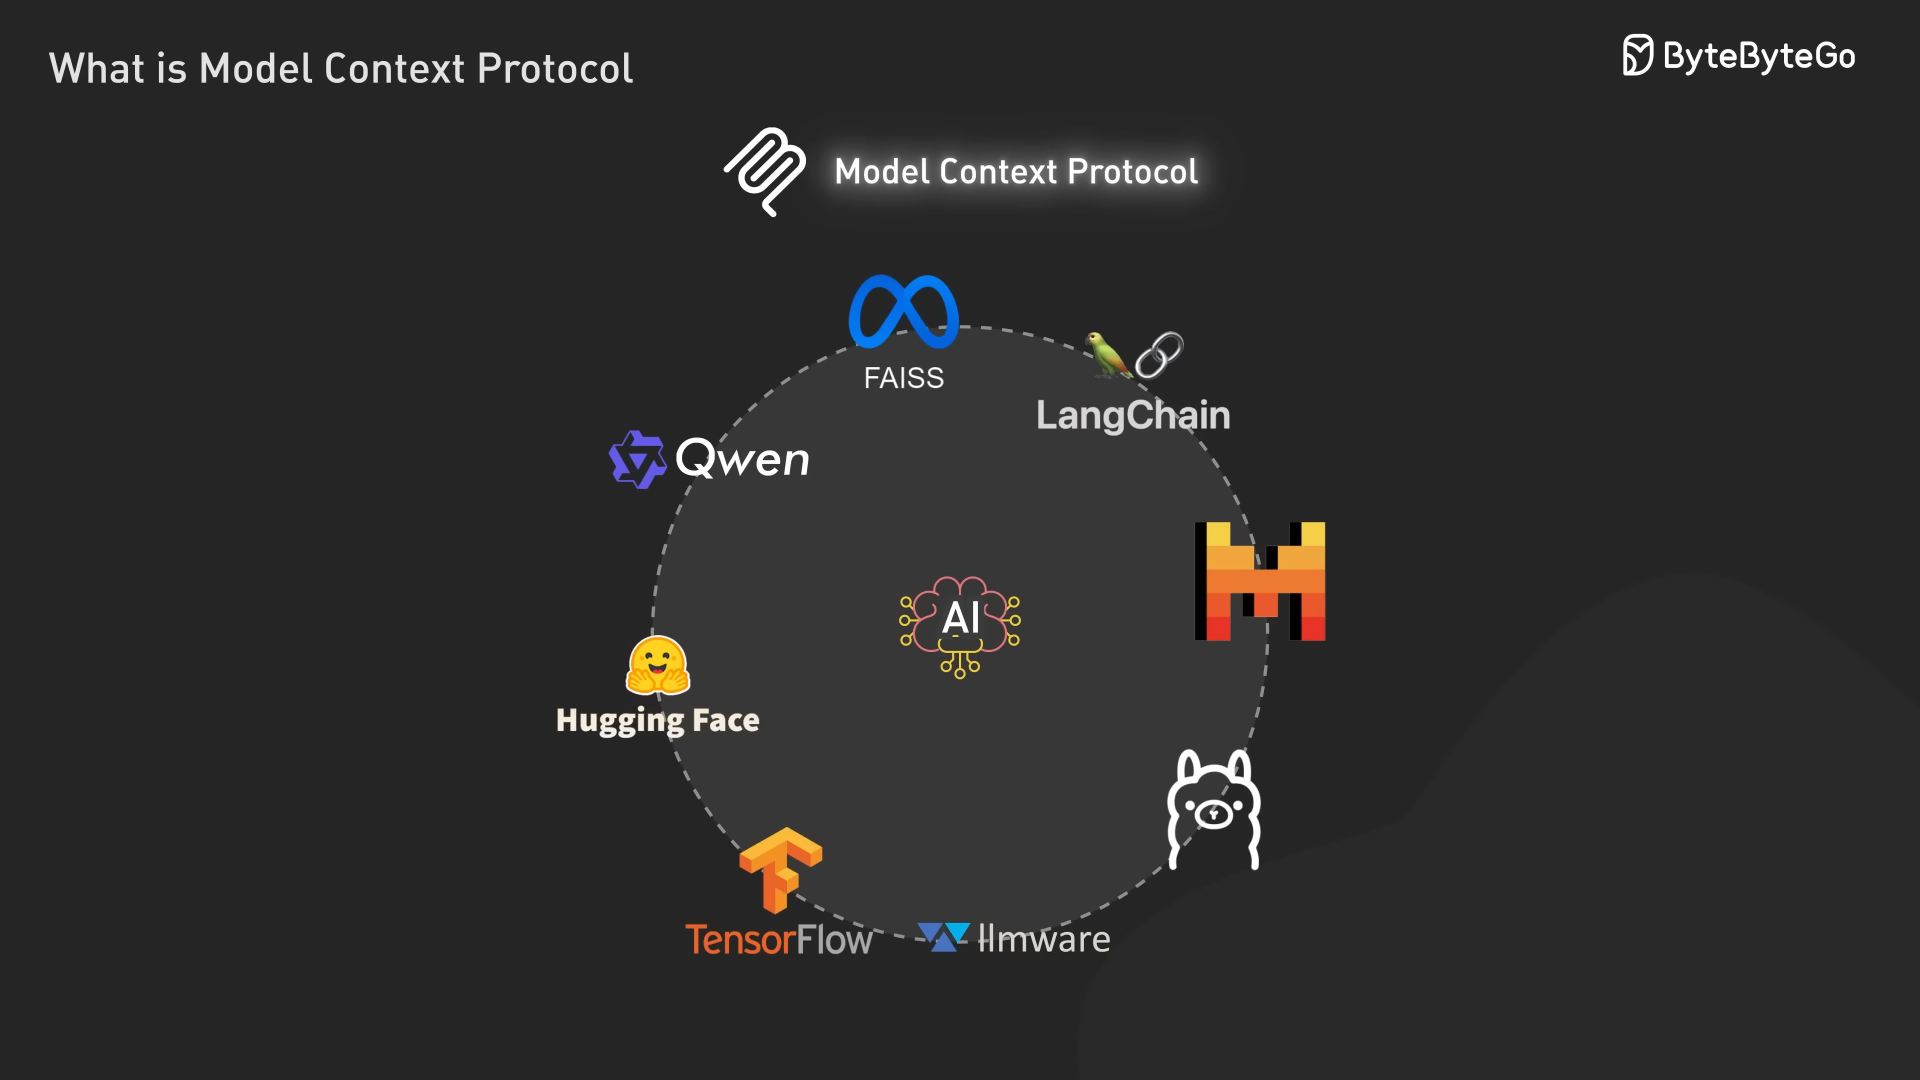 What is Model Context Protocol
ByteByteGo
Model Context Protocol
FAISS
LangChain
Qwen
AI
Hugging Face
TensorFlow
llmware